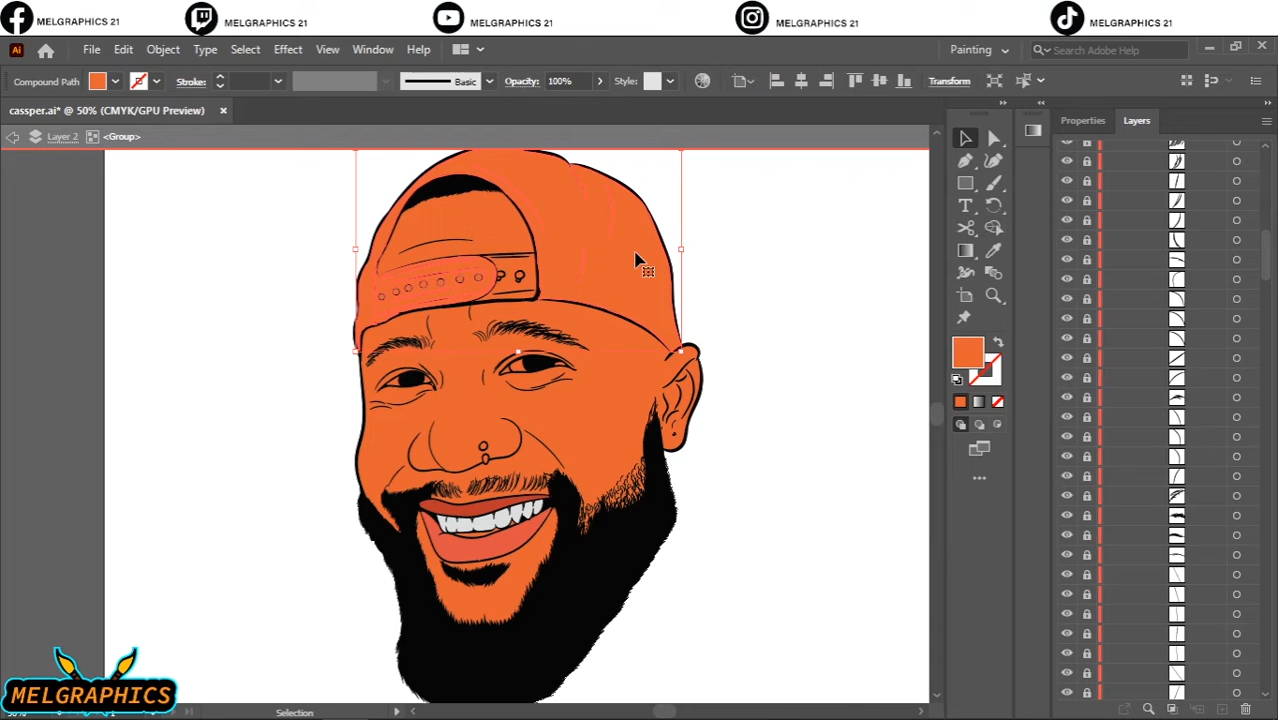 MELGRAPHICS 21 MELGRAPHICS 21 MELGRAPHICS 21 MELGRAPHICS 21 MELGRAPHICS 21
Ai File Edit Object Type Select Effect View Window Help Painting Search Adobe Help
Compound Path Stroke: Basic Opacity: 100% Style: Transform
cassper.ai* @ 50% (CMYK/GPU Preview)
Layer 2 <Group>
Properties Layers
MELGRAPHICS
Selection